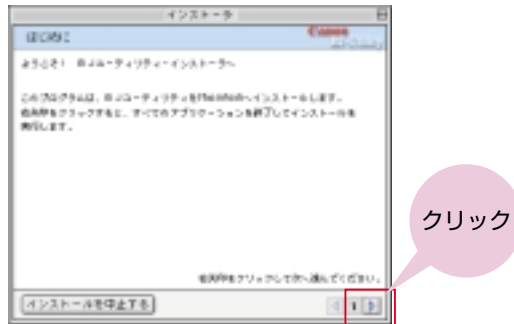 インストーラ
はじめに
Canon
ようこそ! BJユーティリティーインストーラへ
このプログラムは、BJユーティリティをMacintoshへインストールします。
右矢印をクリックすると、すべてのアプリケーションを終了してインストールを
実行します。
クリック
右矢印をクリックして次へ進んでください。
インストールを中止する
1